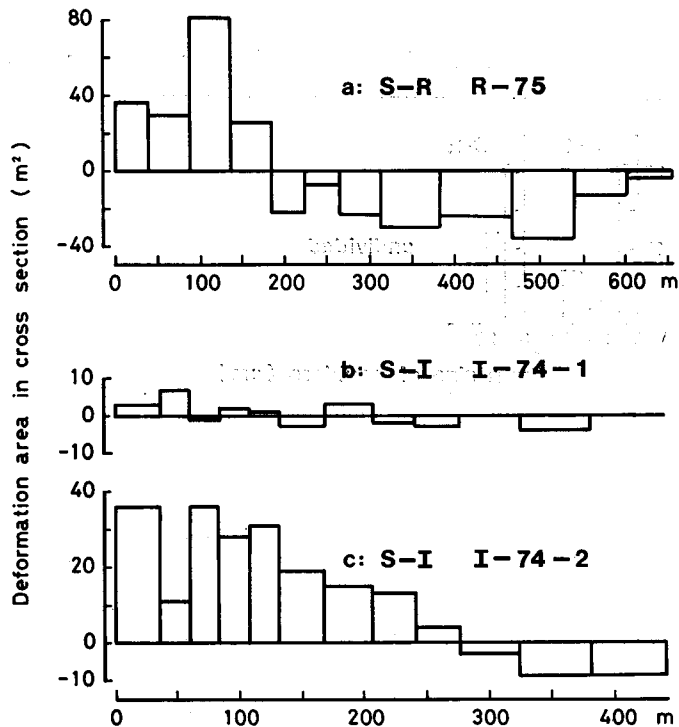 Deformation area in cross section (m²)
80
40
0
-40
a: S-R R-75
0 100 200 300 400 500 600 m
10
0
-10
b: S-I I-74-1
40
20
0
-10
c: S-I I-74-2
0 100 200 300 400 m